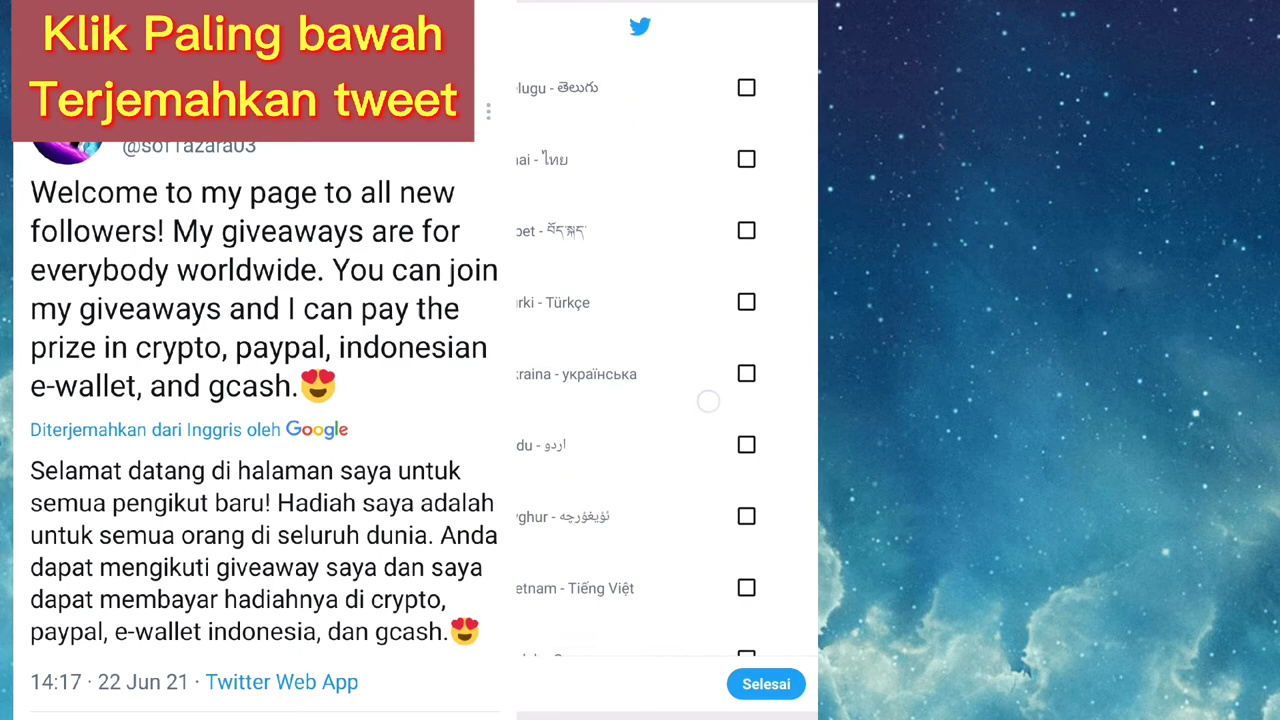 Klik Paling bawah
Terjemahkan tweet
Welcome to my page to all new
followers! My giveaways are for
everybody worldwide. You can join
my giveaways and I can pay the
prize in crypto, paypal, indonesian
e-wallet, and gcash.😍
Diterjemahkan dari Inggris oleh Google
Selamat datang di halaman saya untuk
semua pengikut baru! Hadiah saya adalah
untuk semua orang di seluruh dunia. Anda
dapat mengikuti giveaway saya dan saya
dapat membayar hadiahnya di crypto,
paypal, e-wallet indonesia, dan gcash.😍
14:17 · 22 Jun 21 · Twitter Web App
lugu - తెలుగు
ai - ไทย
bet - བོད་སྐད་
rki - Türkçe
kraina - українська
du - اردو
ghur - ئۇيغۇرچە
etnam - Tiếng Việt
Selesai